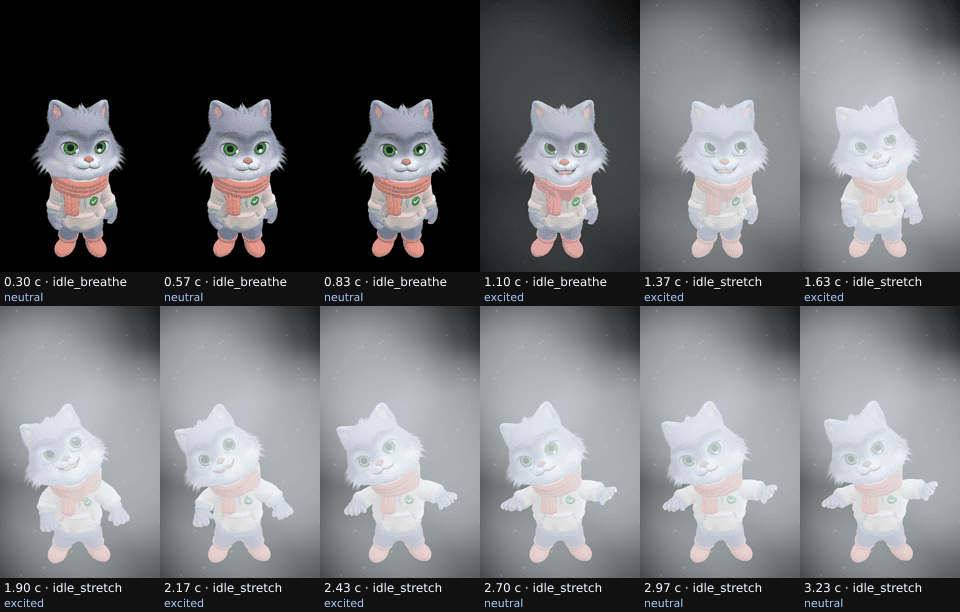 0.30 c · idle_breathe
neutral
0.57 c · idle_breathe
neutral
0.83 c · idle_breathe
neutral
1.10 c · idle_breathe
excited
1.37 c · idle_stretch
excited
1.63 c · idle_stretch
excited
1.90 c · idle_stretch
excited
2.17 c · idle_stretch
excited
2.43 c · idle_stretch
excited
2.70 c · idle_stretch
neutral
2.97 c · idle_stretch
neutral
3.23 c · idle_stretch
neutral